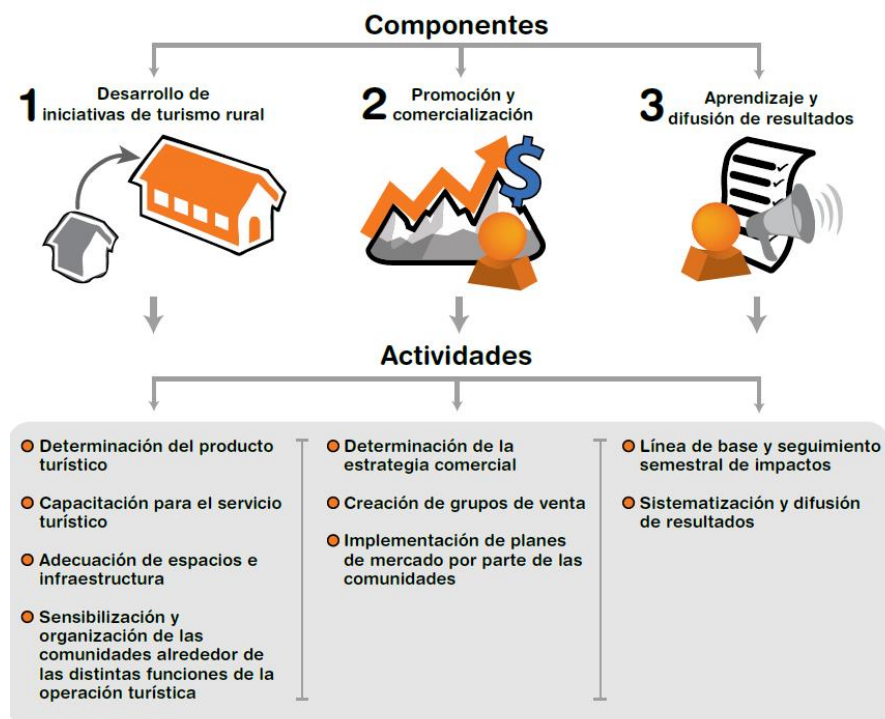 Componentes
1
Desarrollo de
iniciativas de turismo rural
2
Promoción y
comercialización
3
Aprendizaje y
difusión de resultados
$
Actividades
Determinación del producto
turístico
Capacitación para el servicio
turístico
Adecuación de espacios e
infraestructura
Sensibilización y
organización de las
comunidades alrededor de
las distintas funciones de la
operación turística
Determinación de la
estrategia comercial
Creación de grupos de venta
Implementación de planes
de mercado por parte de las
comunidades
Línea de base y seguimiento
semestral de impactos
Sistematización y difusión
de resultados